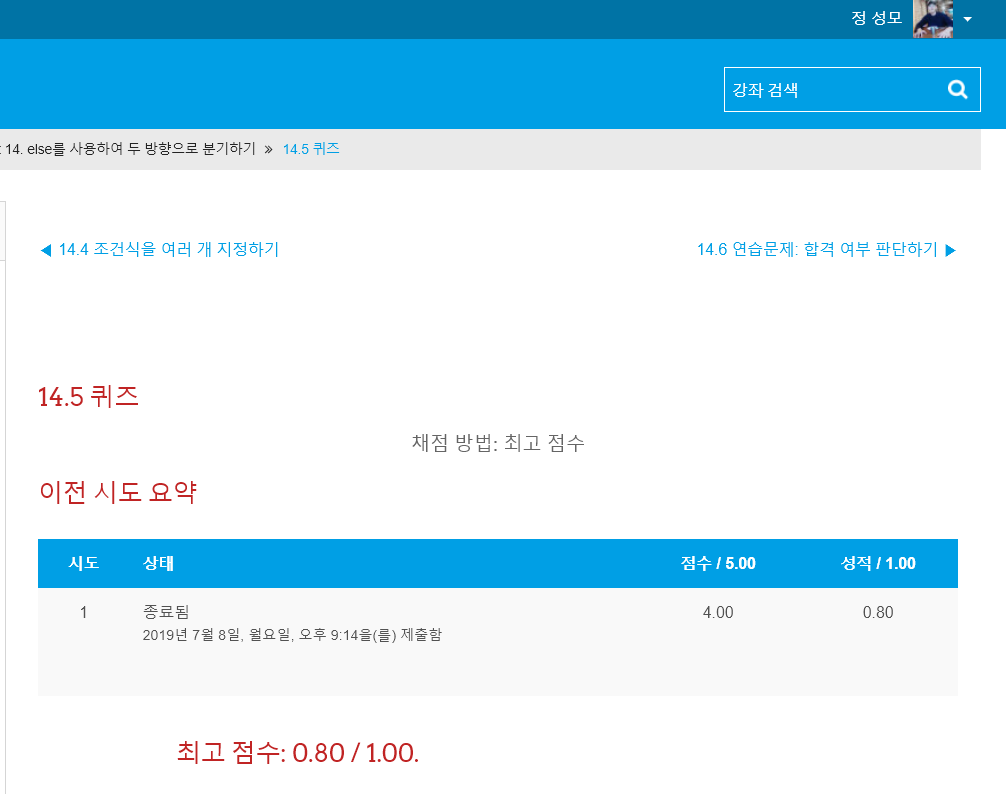 정 성모
강좌 검색
14. else를 사용하여 두 방향으로 분기하기 » 14.5 퀴즈
◀ 14.4 조건식을 여러 개 지정하기
14.6 연습문제: 합격 여부 판단하기 ▶
14.5 퀴즈
채점 방법: 최고 점수
이전 시도 요약
시도 상태 점수 / 5.00 성적 / 1.00
1 종료됨 4.00 0.80
2019년 7월 8일, 월요일, 오후 9:14을(를) 제출함
최고 점수: 0.80 / 1.00.